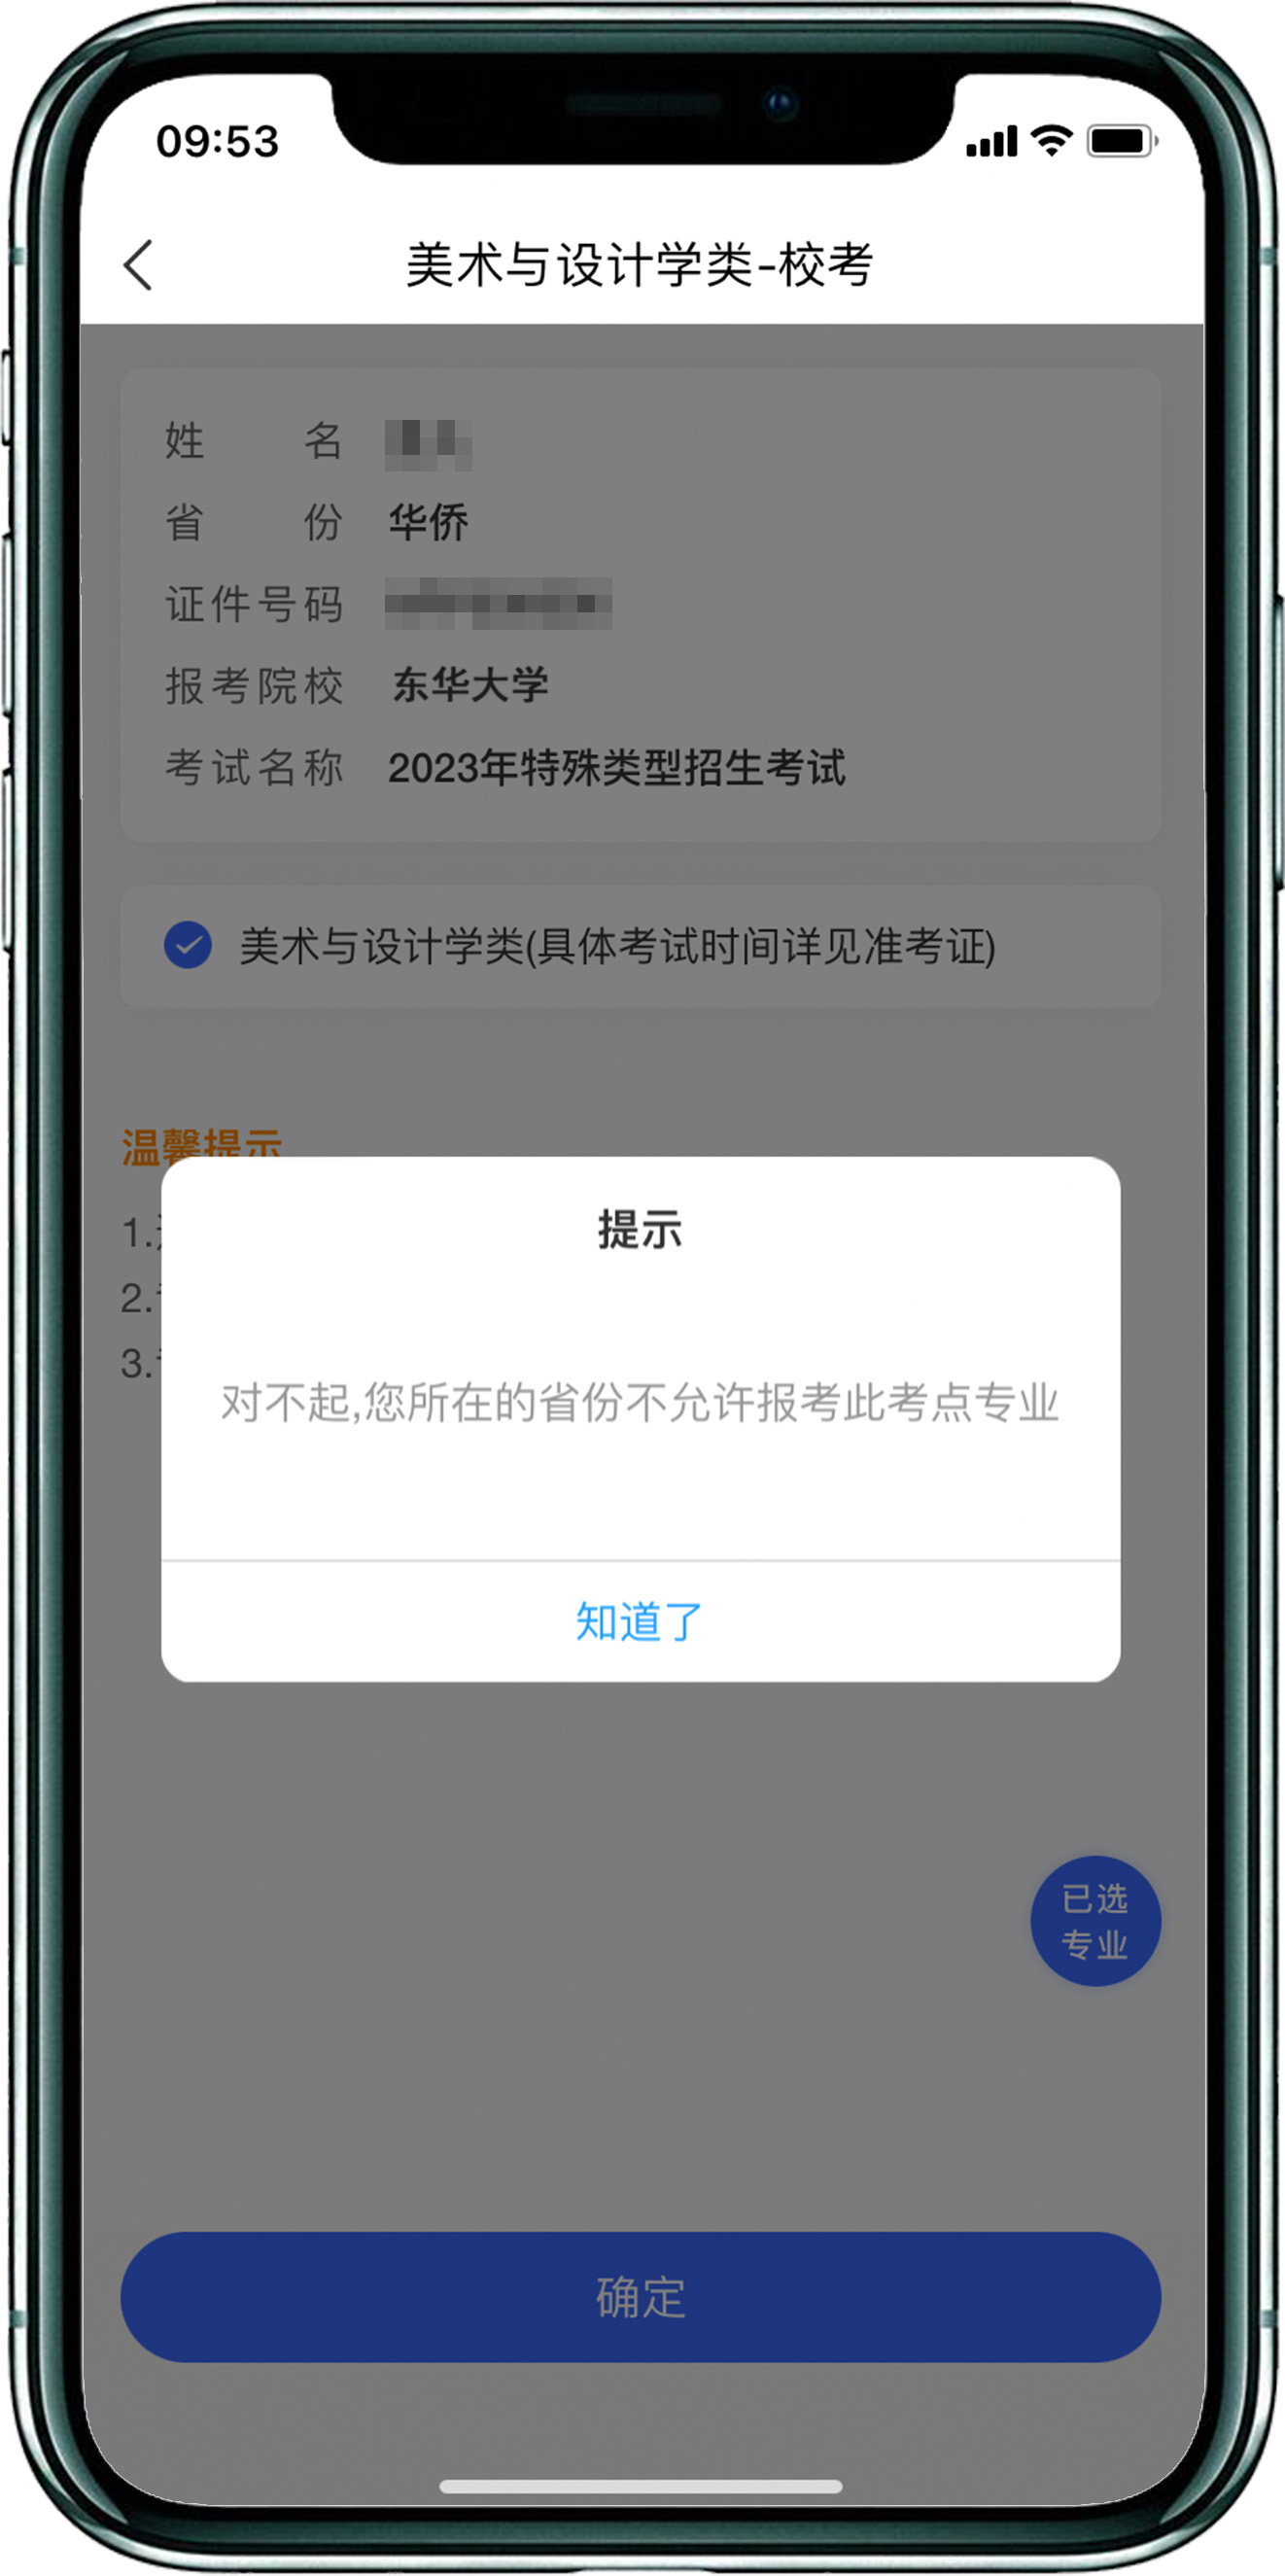 09:53
美术与设计学类-校考
姓名
省份 华侨
证件号码
报考院校 东华大学
考试名称 2023年特殊类型招生考试
美术与设计学类(具体考试时间详见准考证)
温馨提示
1.
2.
3.
提示
对不起,您所在的省份不允许报考此考点专业
知道了
已选
专业
确定